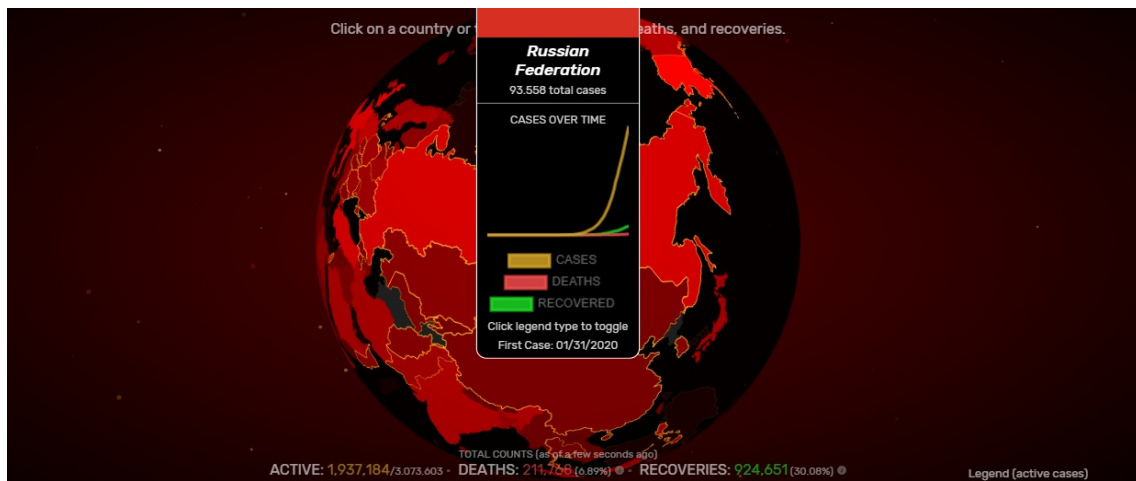 Click on a country or eaths, and recoveries.
Russian
Federation
93.558 total cases
CASES OVER TIME
CASES
DEATHS
RECOVERED
Click legend type to toggle
First Case: 01/31/2020
TOTAL COUNTS (as of a few seconds ago)
ACTIVE: 1,937,184/3.073.603 - DEATHS: 211,768 (6.89%) - RECOVERIES: 924,651 (30.08%)
Legend (active cases)